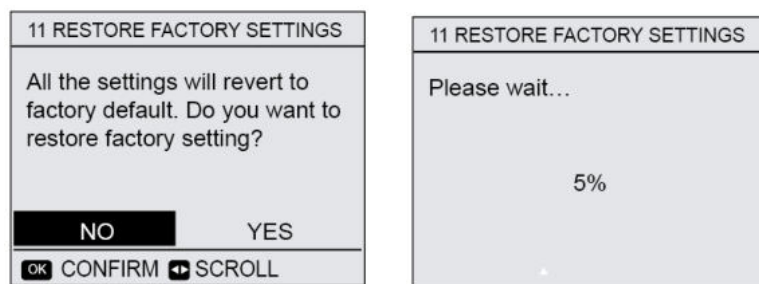 11 RESTORE FACTORY SETTINGS
All the settings will revert to
factory default. Do you want to
restore factory setting?
NO YES
OK CONFIRM SCROLL
11 RESTORE FACTORY SETTINGS
Please wait...
5%